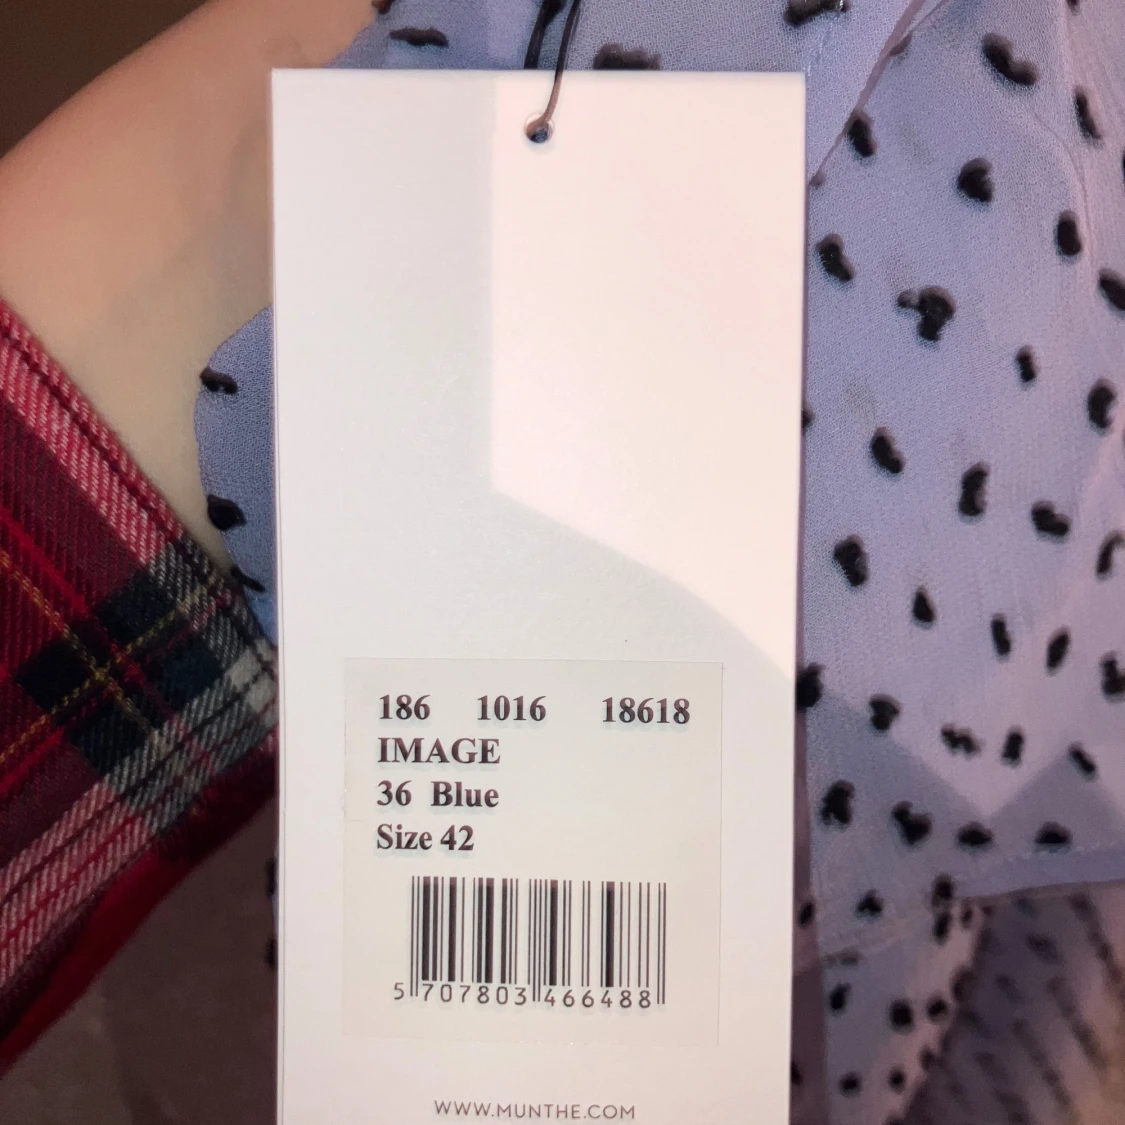 186 1016 18618
IMAGE
36 Blue
Size 42
5 707803 466488
WWW.MUNTHE.COM